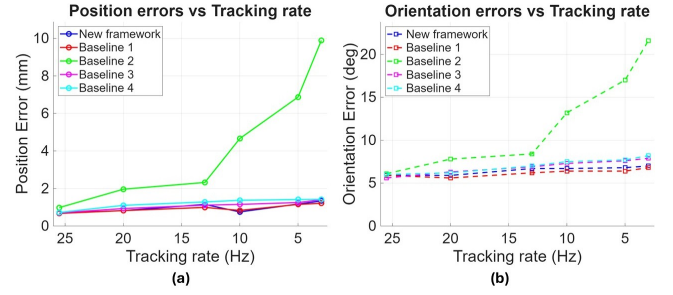 Position errors vs Tracking rate
Position Error (mm)
10
8
6
4
2
0
New framework
Baseline 1
Baseline 2
Baseline 3
Baseline 4
25
20
15
10
5
Tracking rate (Hz)
(a)
Orientation errors vs Tracking rate
Orientation Error (deg)
20
15
10
5
0
New framework
Baseline 1
Baseline 2
Baseline 3
Baseline 4
25
20
15
10
5
Tracking rate (Hz)
(b)